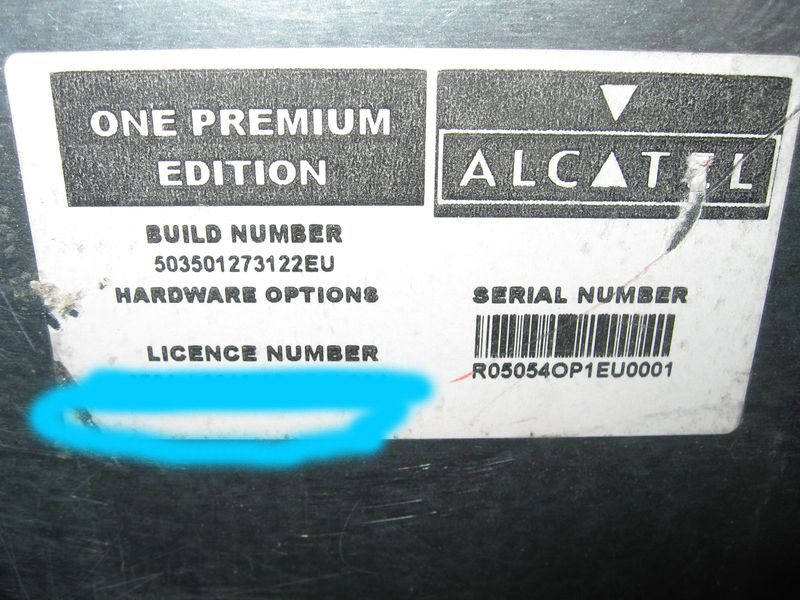 ONE PREMIUM
EDITION
ALCATEL
BUILD NUMBER
503501273122EU
HARDWARE OPTIONS
SERIAL NUMBER
R05054OP1EU0001
LICENCE NUMBER